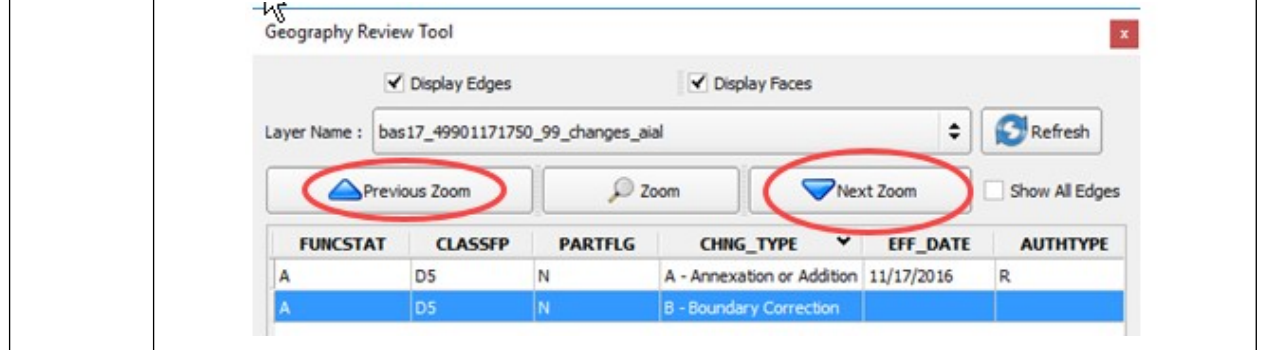 Geography Review Tool x
Display Edges Display Faces
Layer Name : bas17_49901171750_99_changes_aial Refresh
Previous Zoom Zoom Next Zoom Show All Edges
FUNCSTAT CLASSFP PARTFLG CHNG_TYPE EFF_DATE AUTHTYPE
A D5 N A - Annexation or Addition 11/17/2016 R
A D5 N B - Boundary Correction